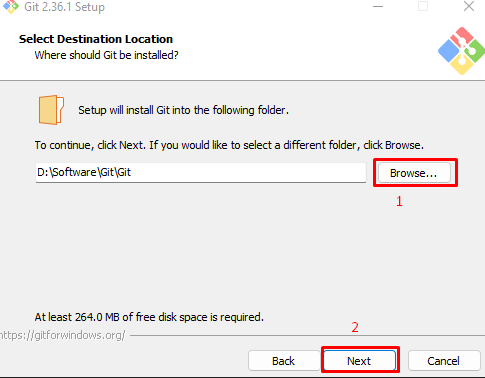 Git 2.36.1 Setup
Select Destination Location
Where should Git be installed?
Setup will install Git into the following folder.
To continue, click Next. If you would like to select a different folder, click Browse.
D:\Software\Git\Git
Browse...
1
At least 264.0 MB of free disk space is required.
2
https://gitforwindows.org/
Back
Next
Cancel